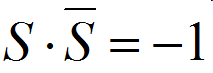 S · S̅ = −1